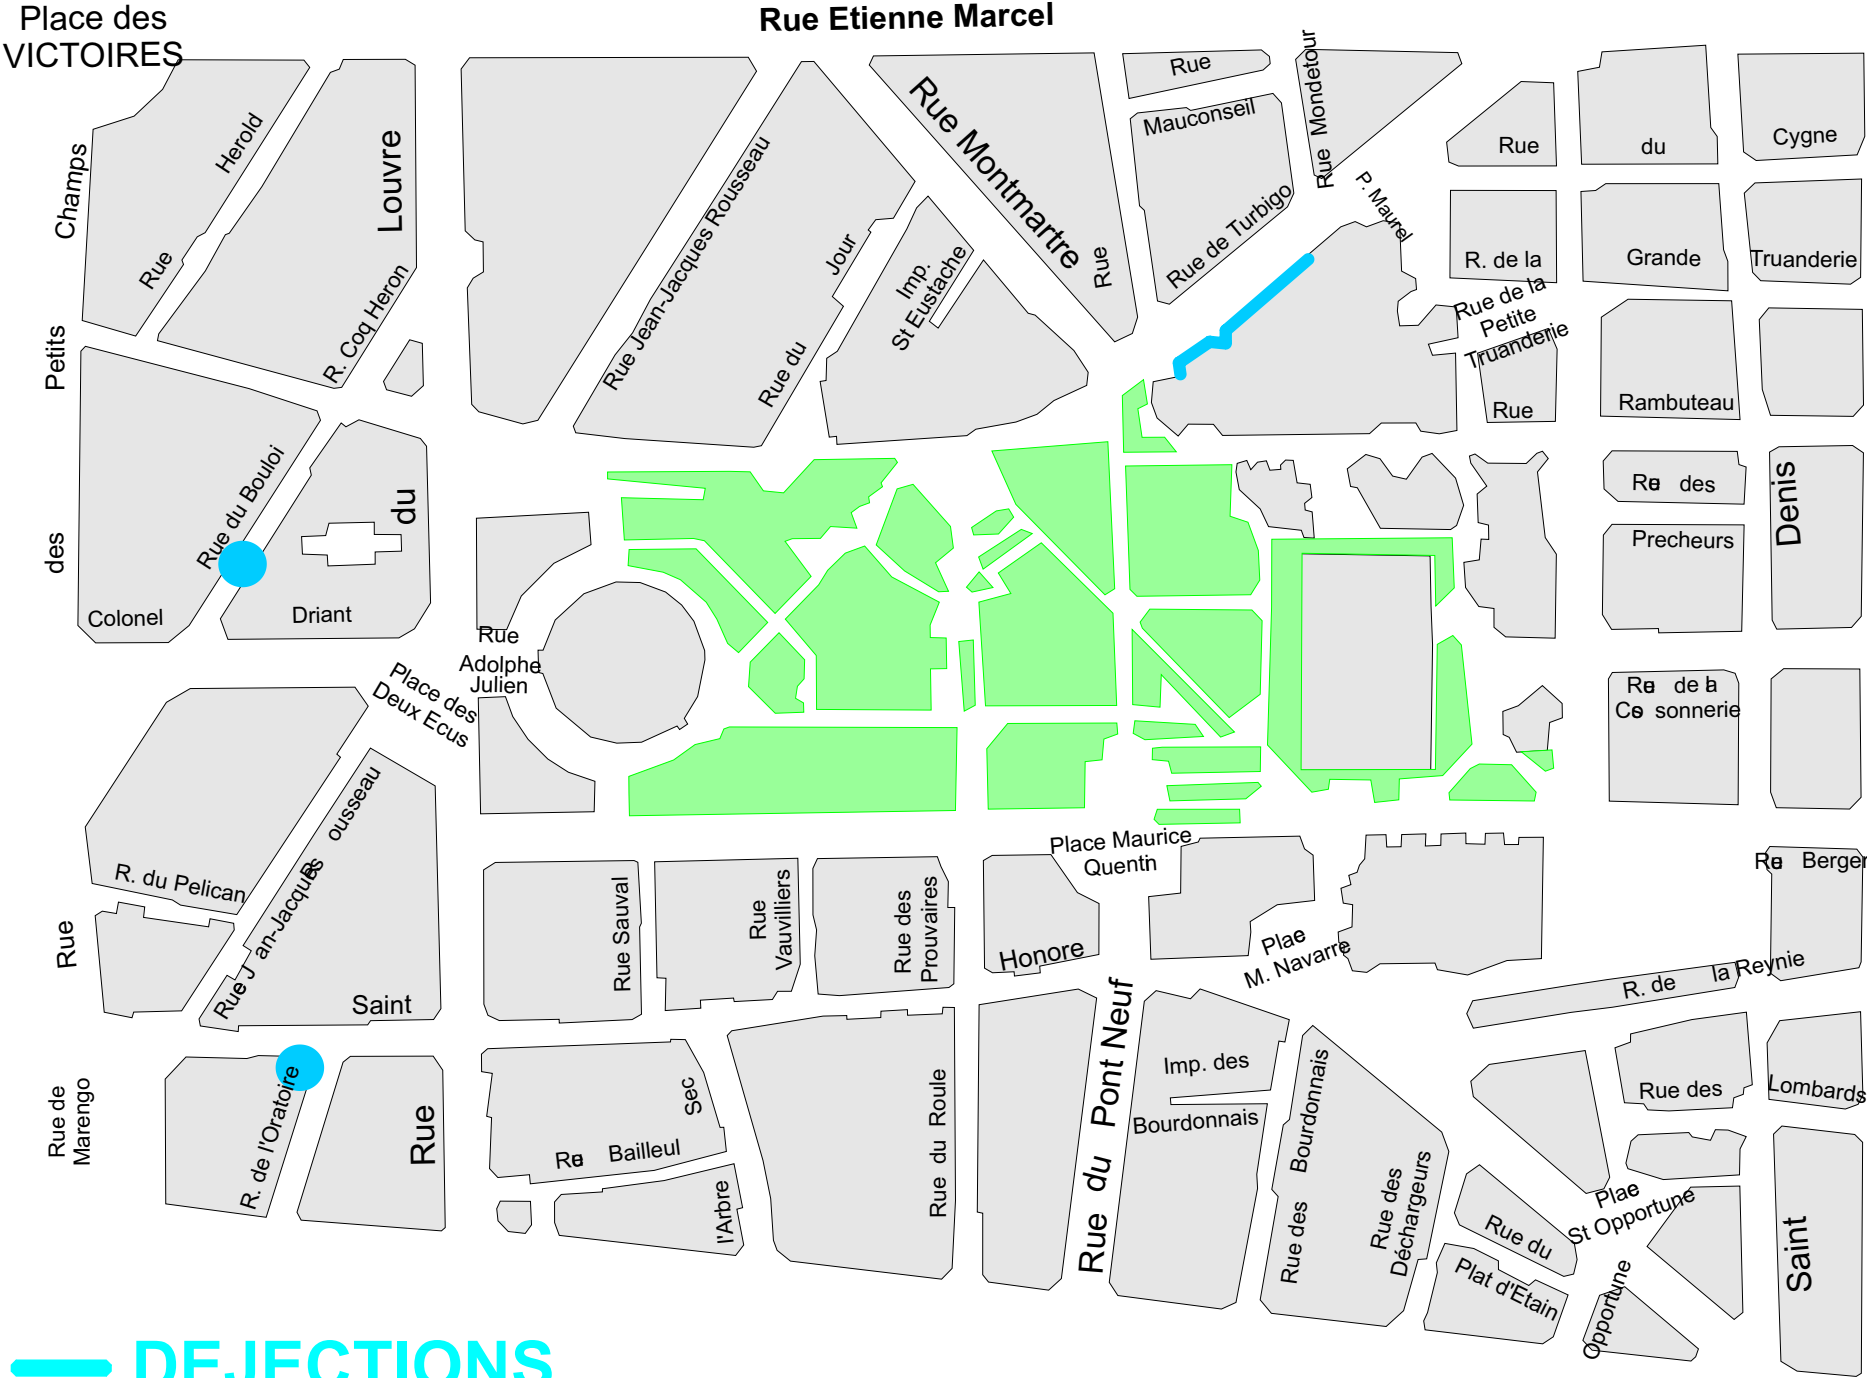 Place des
VICTOIRES
Rue Etienne Marcel
Rue
Mauconseil
Rue Mondetour
P. Maurel
Rue du Cygne
Champs
Herold
Rue
Louvre
R. Coq Heron
Rue Jean-Jacques Rousseau
Jour
Rue du
Imp.
St Eustache
Rue Montmartre
Rue
Rue de Turbigo
R. de la Grande Truanderie
Rue de la
Petite
Truanderie
Rue Rambuteau
Petits
des
Rue du Bouloi
du
Colonel Driant
des
Precheurs
Denis
Rue
Adolphe
Julien
Place des
Deux Ecus
de la
sonnerie
R. du Pelican
ousseau
an-Jacques
Rue J
Rue
Saint
Rue Sauval
Rue
Vauvilliers
Rue des
Prouvaires
Honore
Place Maurice
Quentin
M. Navarre
Berger
R. de la Reynie
Rue de
Marengo
R. de l'Oratoire
Rue
Sec
Bailleul
l'Arbre
Rue du Roule
Rue du Pont Neuf
Imp. des
Bourdonnais
Rue des Bourdonnais
Rue des
Déchargeurs
Rue des Lombards
St Opportune
Rue du
Plat d'Etain
Opportune
Saint
DEJECTIONS